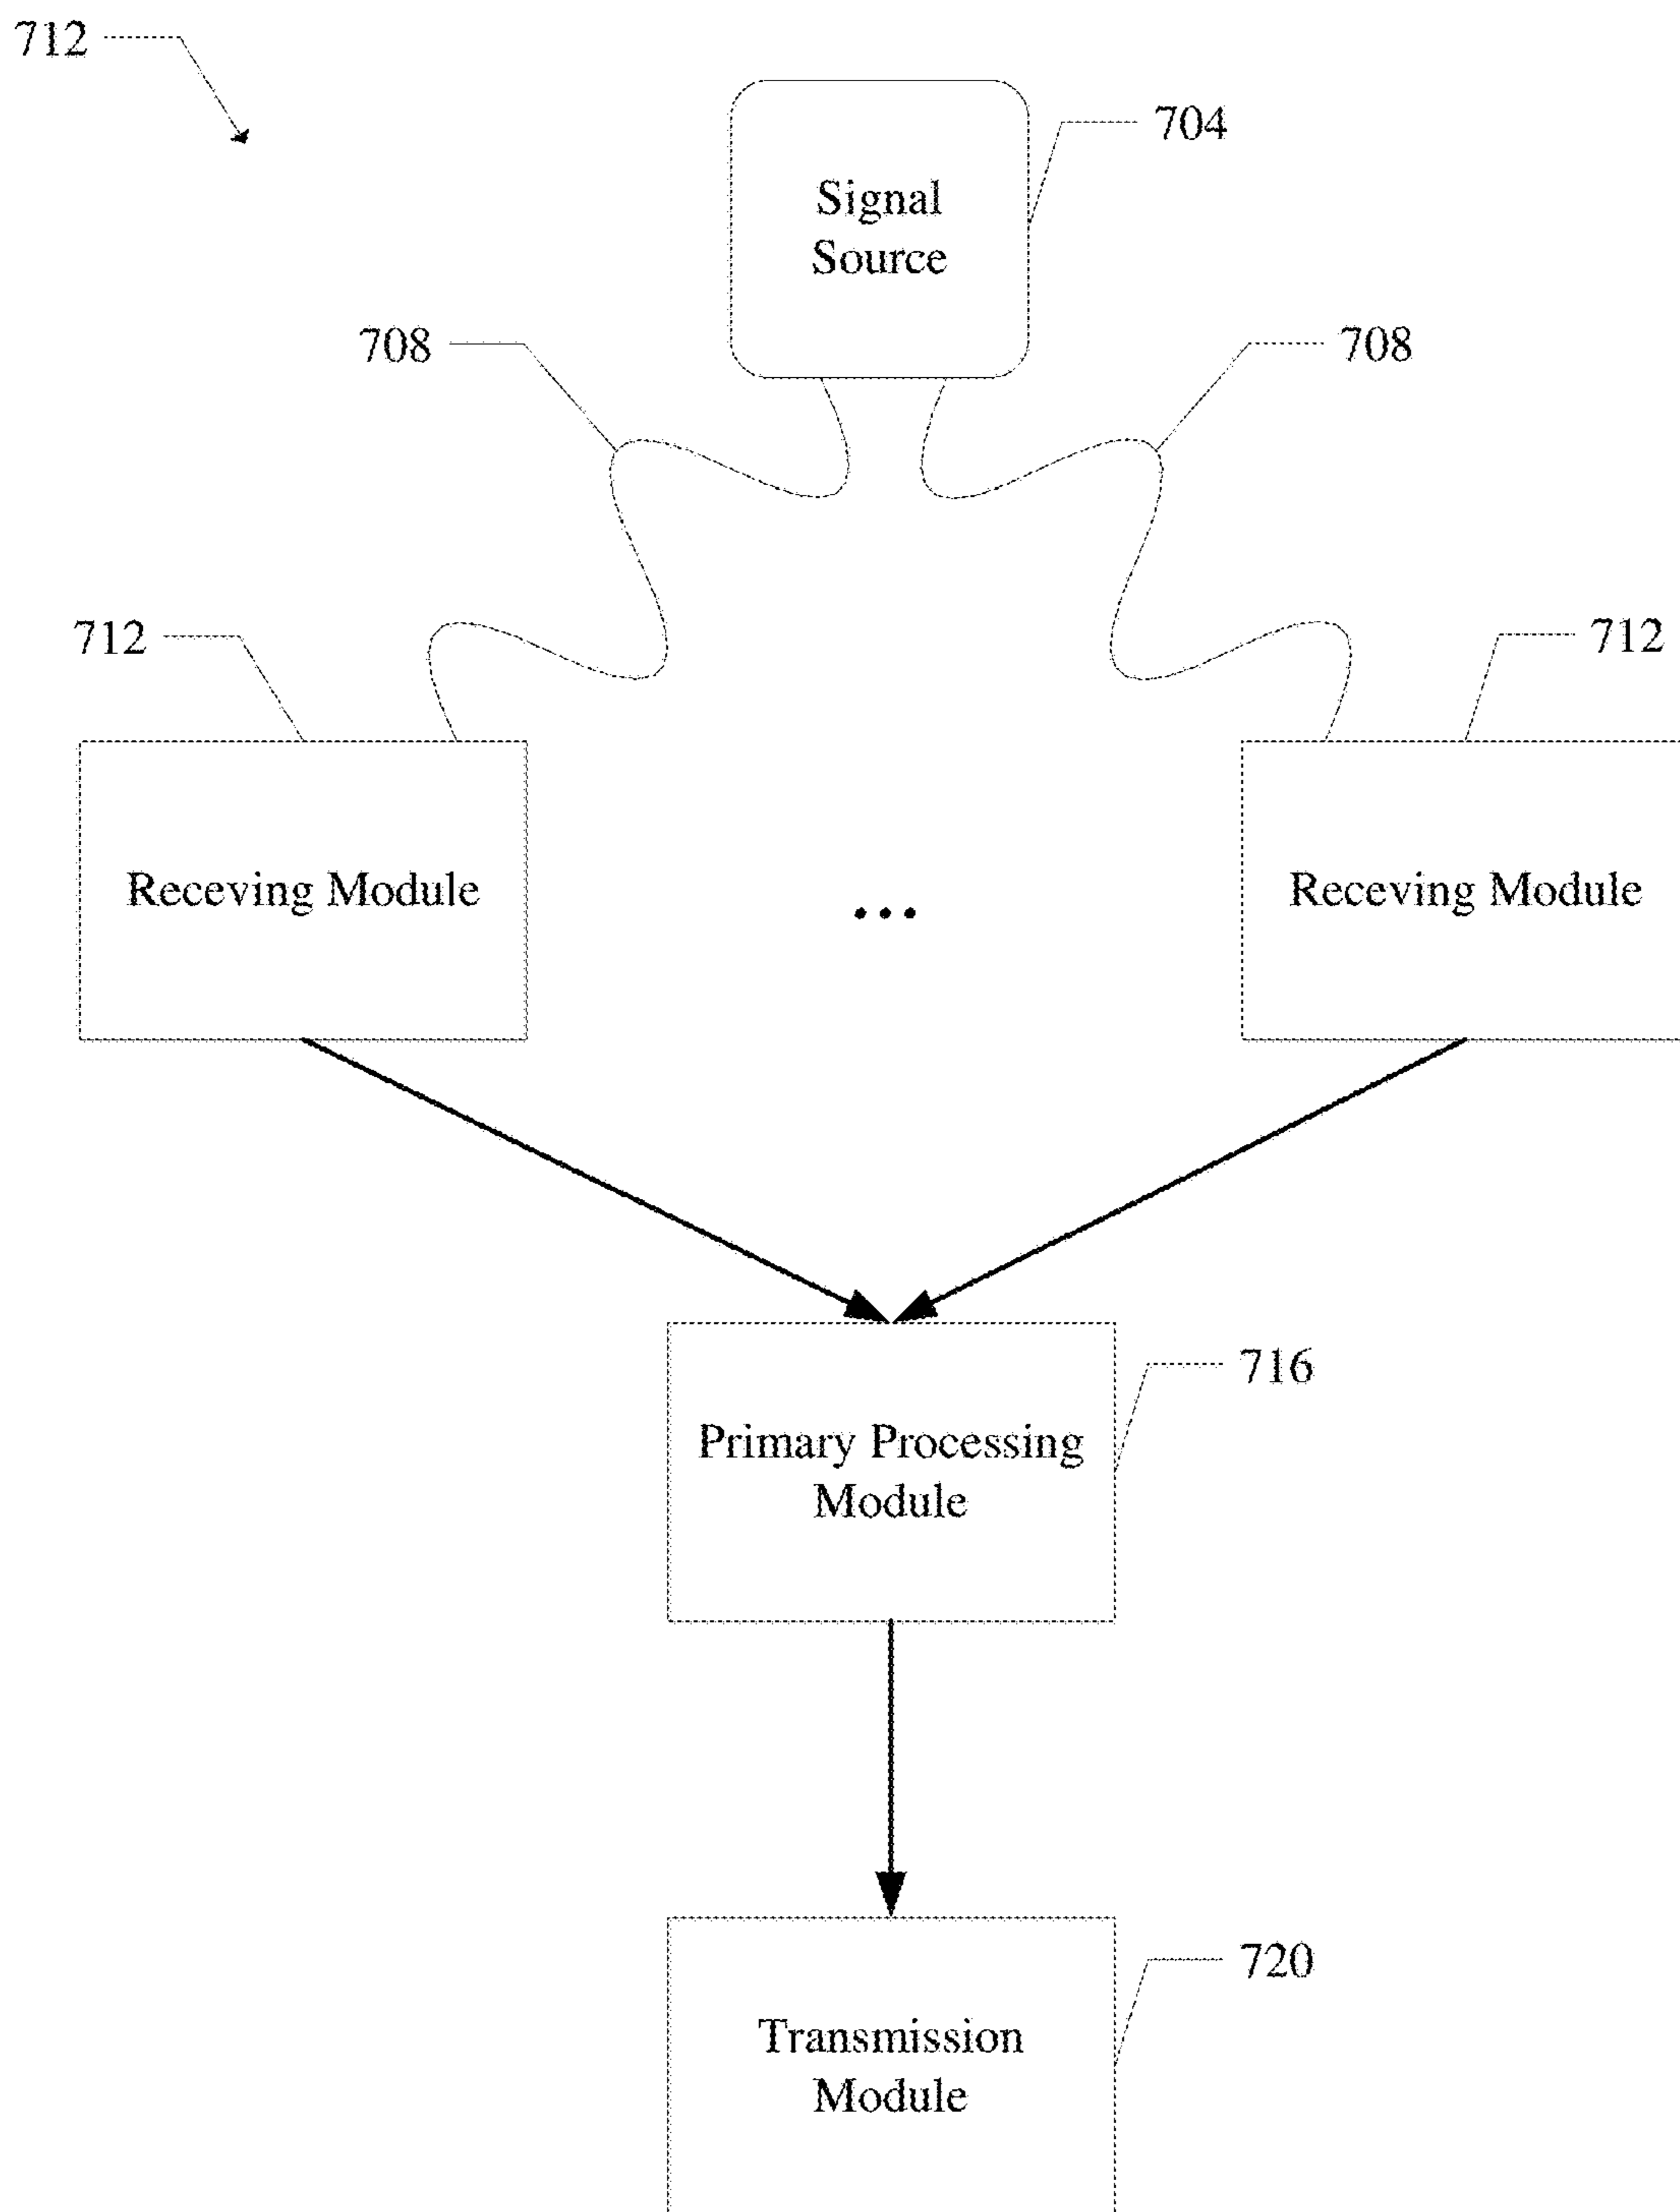 712
704
Signal
Source
708
708
712
712
Receving Module
...
Receving Module
716
Primary Processing
Module
720
Transmission
Module